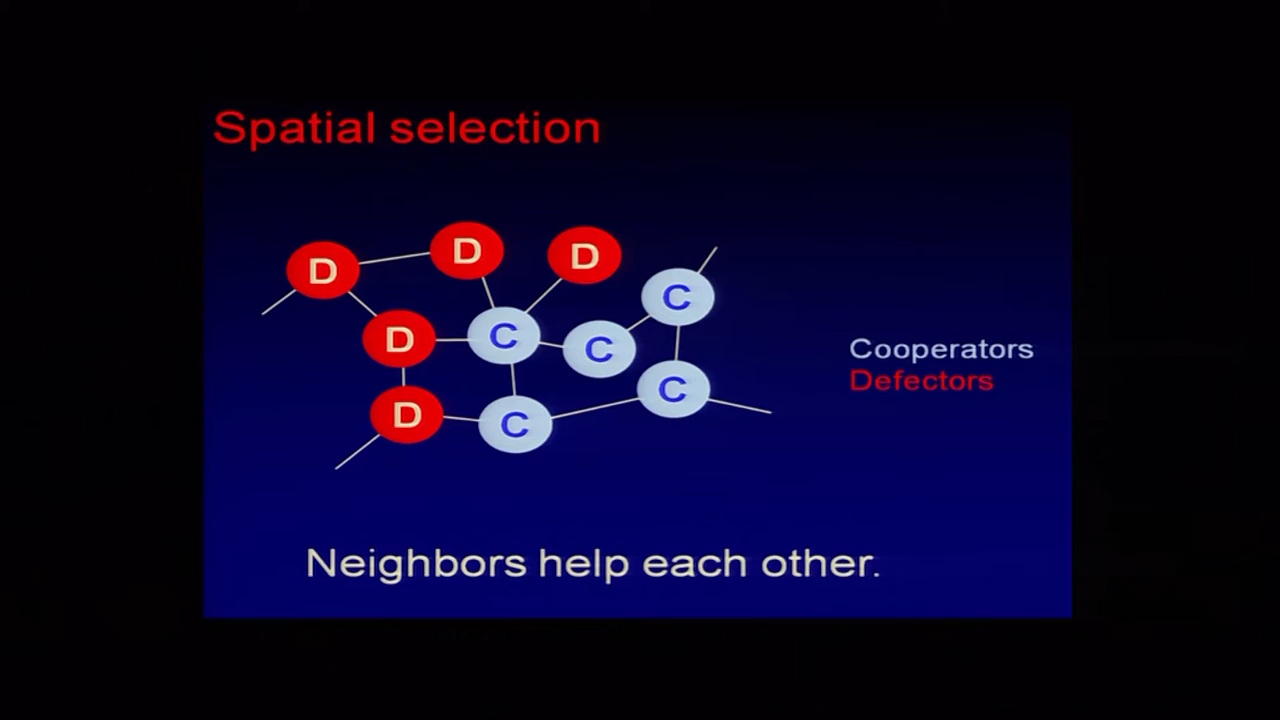 Spatial selection
D
D
D
C
D
C
C
C
D
C
Cooperators
Defectors
Neighbors help each other.